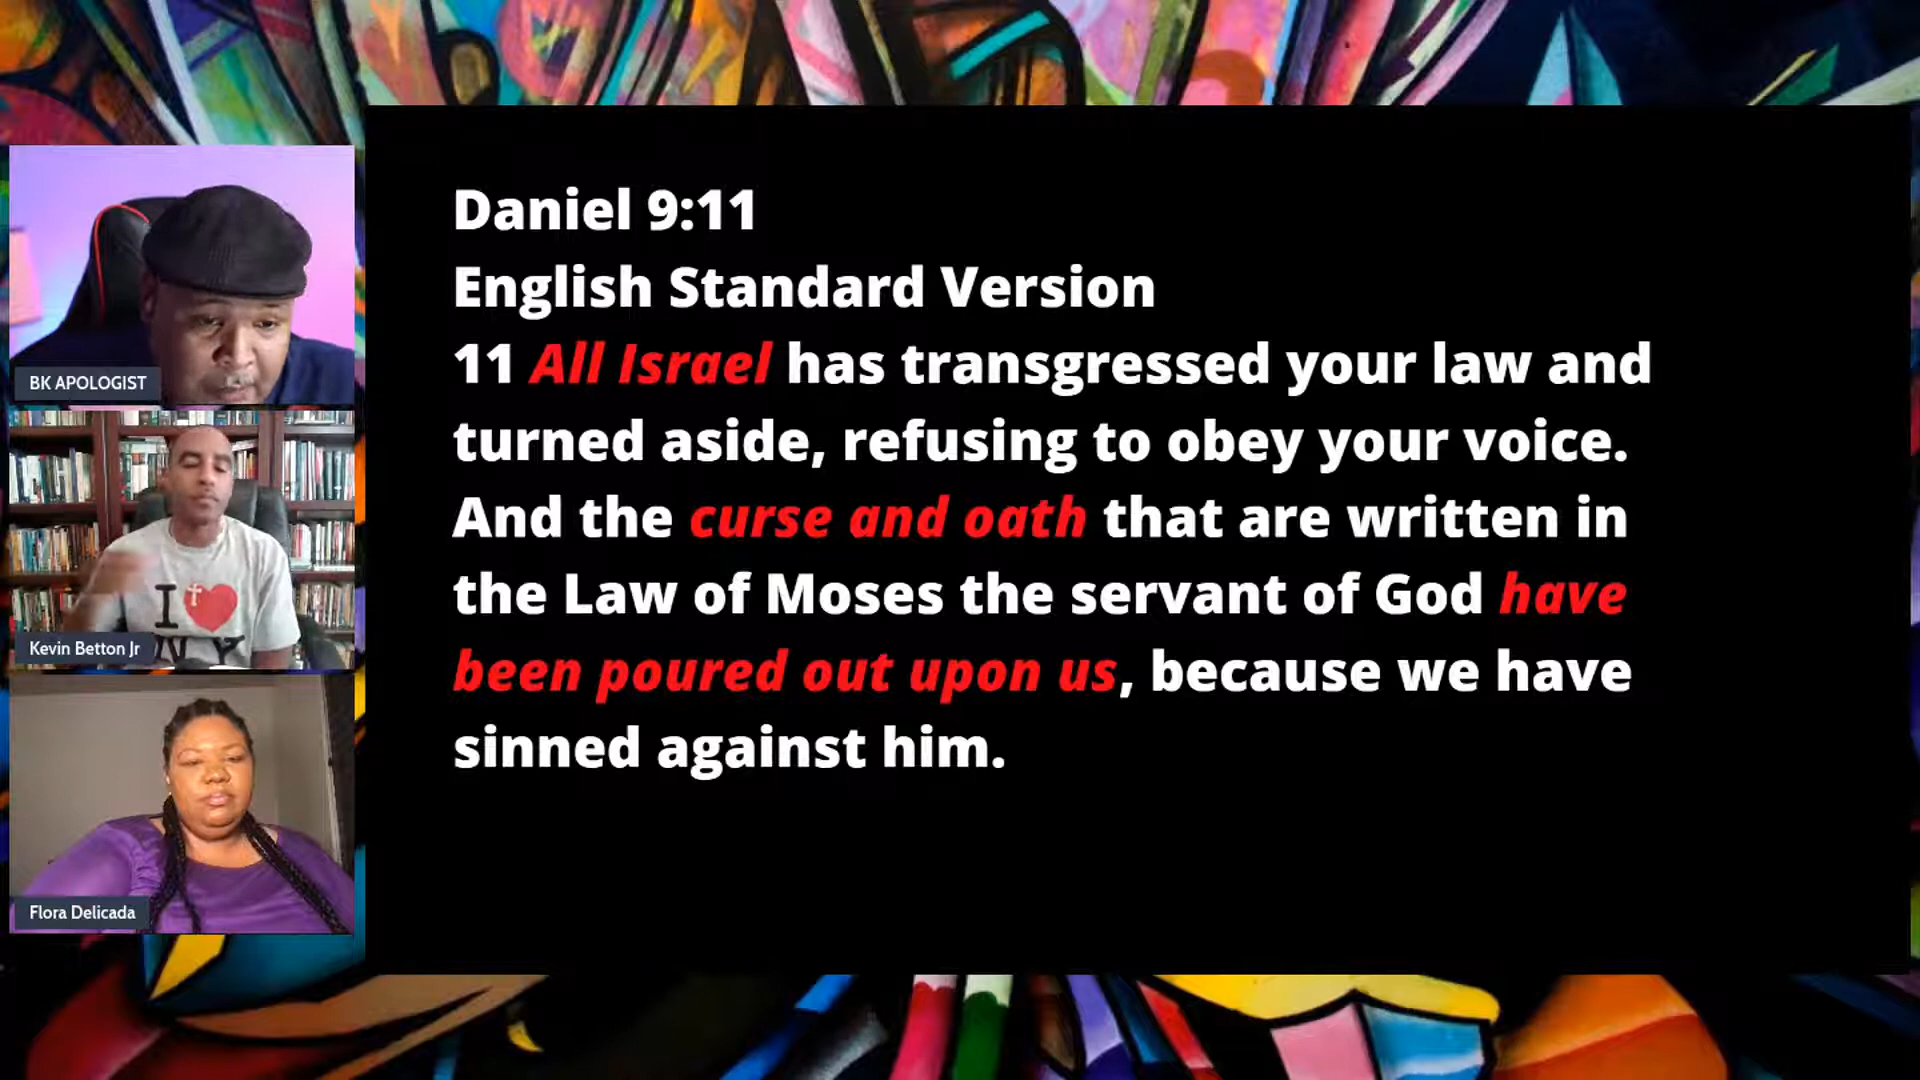 BK APOLOGIST
Kevin Betton Jr
Flora Delicada
I
ONLY
Daniel 9:11
English Standard Version
11 All Israel has transgressed your law and
turned aside, refusing to obey your voice.
And the curse and oath that are written in
the Law of Moses the servant of God have
been poured out upon us, because we have
sinned against him.